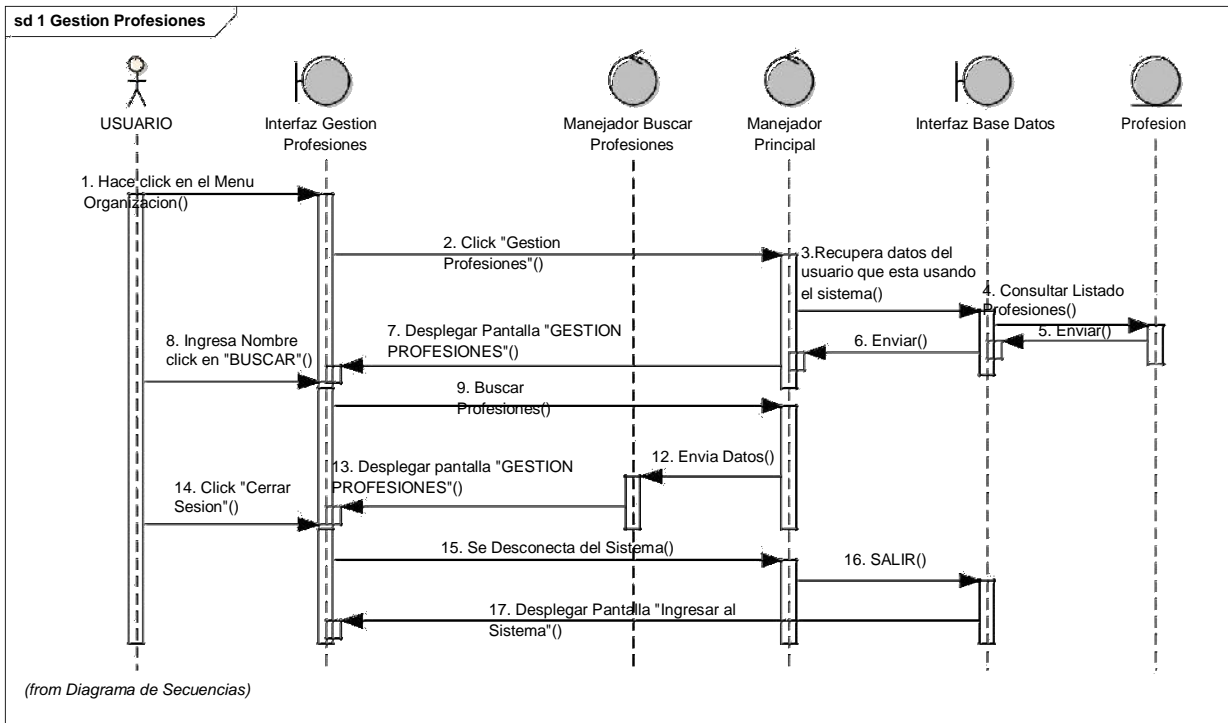 sd 1 Gestion Profesiones
USUARIO
Interfaz Gestion
Profesiones
Manejador Buscar
Profesiones
Manejador
Principal
Interfaz Base Datos
Profesion
1. Hace click en el Menu
Organizacion()
2. Click "Gestion
Profesiones"()
3.Recupera datos del
usuario que esta usando
el sistema()
4. Consultar Listado
Profesiones()
5. Enviar()
6. Enviar()
7. Desplegar Pantalla "GESTION
PROFESIONES"()
8. Ingresa Nombre
click en "BUSCAR"()
9. Buscar
Profesiones()
12. Envia Datos()
13. Desplegar pantalla "GESTION
PROFESIONES"()
14. Click "Cerrar
Sesion"()
15. Se Desconecta del Sistema()
16. SALIR()
17. Desplegar Pantalla "Ingresar al
Sistema"()
(from Diagrama de Secuencias)